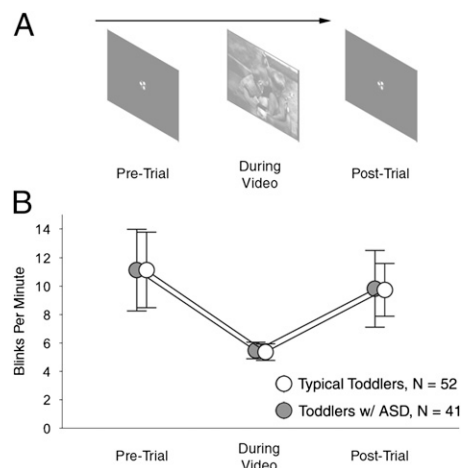 A
Pre-Trial
During
Video
Post-Trial
B
14
12
10
8
6
4
2
0
Blinks Per Minute
Typical Toddlers, N = 52
Toddlers w/ ASD, N = 41
Pre-Trial
During
Video
Post-Trial